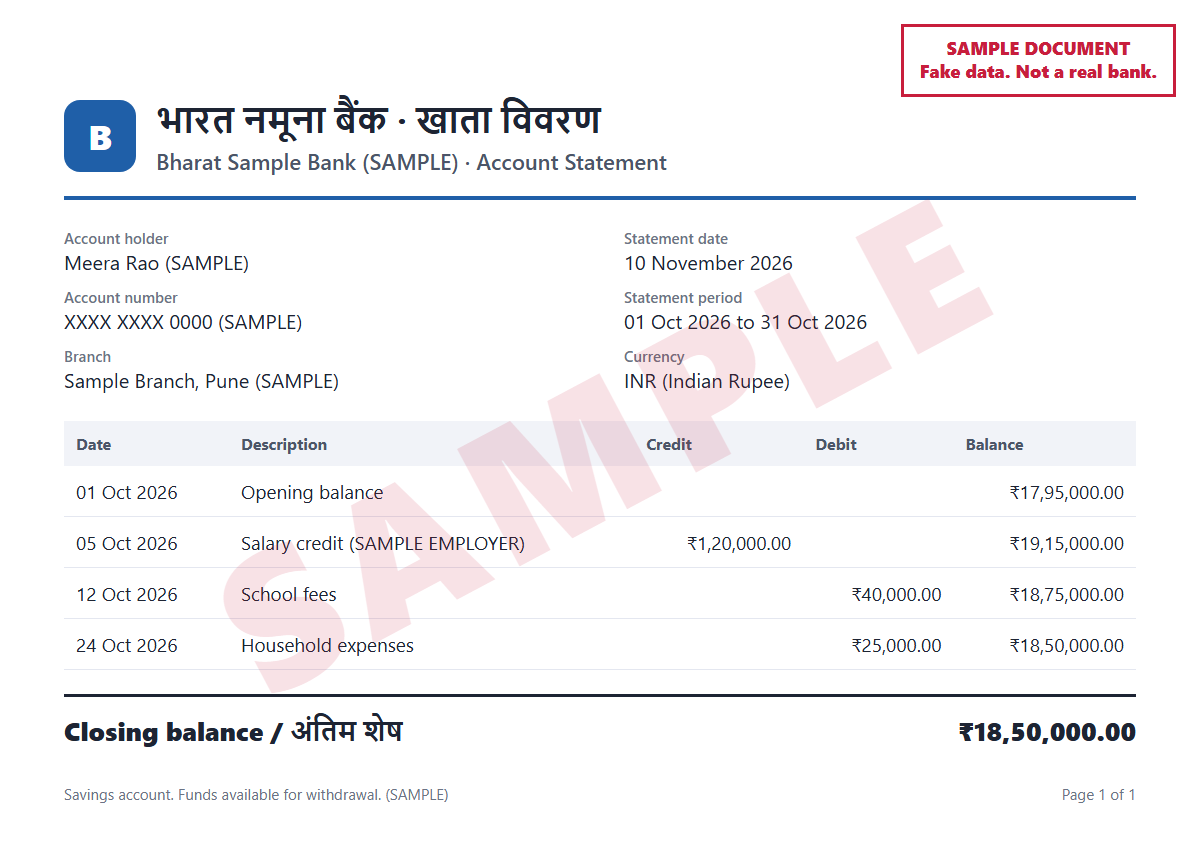 SAMPLE DOCUMENT
Fake data. Not a real bank.
B
भारत नमूना बैंक · खाता विवरण
Bharat Sample Bank (SAMPLE) · Account Statement
Account holder
Meera Rao (SAMPLE)
Statement date
10 November 2026
Account number
XXXX XXXX 0000 (SAMPLE)
Statement period
01 Oct 2026 to 31 Oct 2026
Branch
Sample Branch, Pune (SAMPLE)
Currency
INR (Indian Rupee)
SAMPLE
Date Description Credit Debit Balance
01 Oct 2026 Opening balance ₹17,95,000.00
05 Oct 2026 Salary credit (SAMPLE EMPLOYER) ₹1,20,000.00 ₹19,15,000.00
12 Oct 2026 School fees ₹40,000.00 ₹18,75,000.00
24 Oct 2026 Household expenses ₹25,000.00 ₹18,50,000.00
Closing balance / अंतिम शेष ₹18,50,000.00
Savings account. Funds available for withdrawal. (SAMPLE) Page 1 of 1